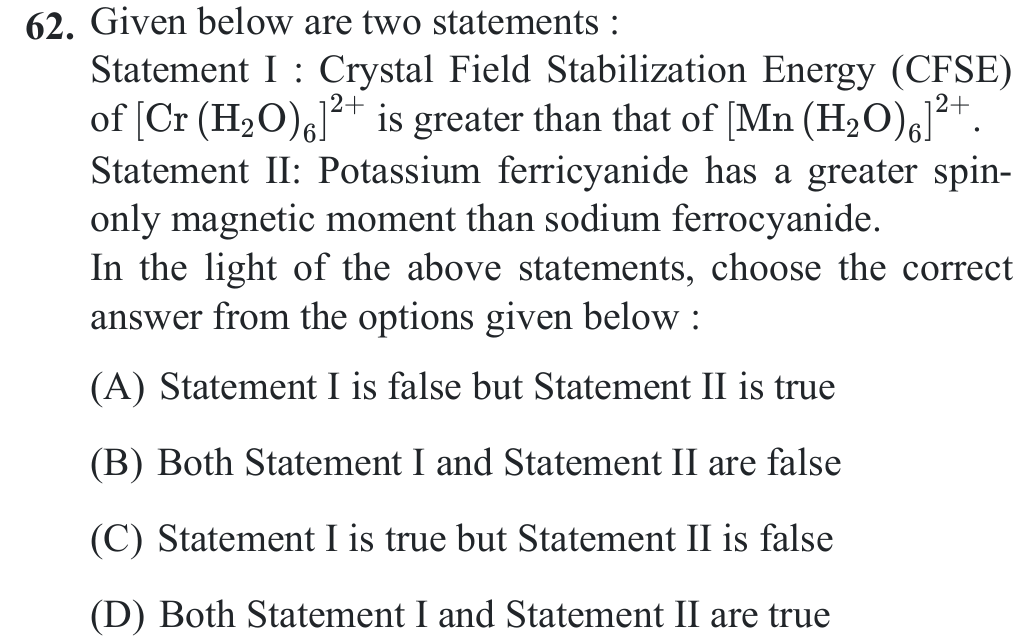 62. Given below are two statements :
Statement I : Crystal Field Stabilization Energy (CFSE)
of [Cr (H₂O)₆]²⁺ is greater than that of [Mn (H₂O)₆]²⁺.
Statement II: Potassium ferricyanide has a greater spin-
only magnetic moment than sodium ferrocyanide.
In the light of the above statements, choose the correct
answer from the options given below :
(A) Statement I is false but Statement II is true
(B) Both Statement I and Statement II are false
(C) Statement I is true but Statement II is false
(D) Both Statement I and Statement II are true